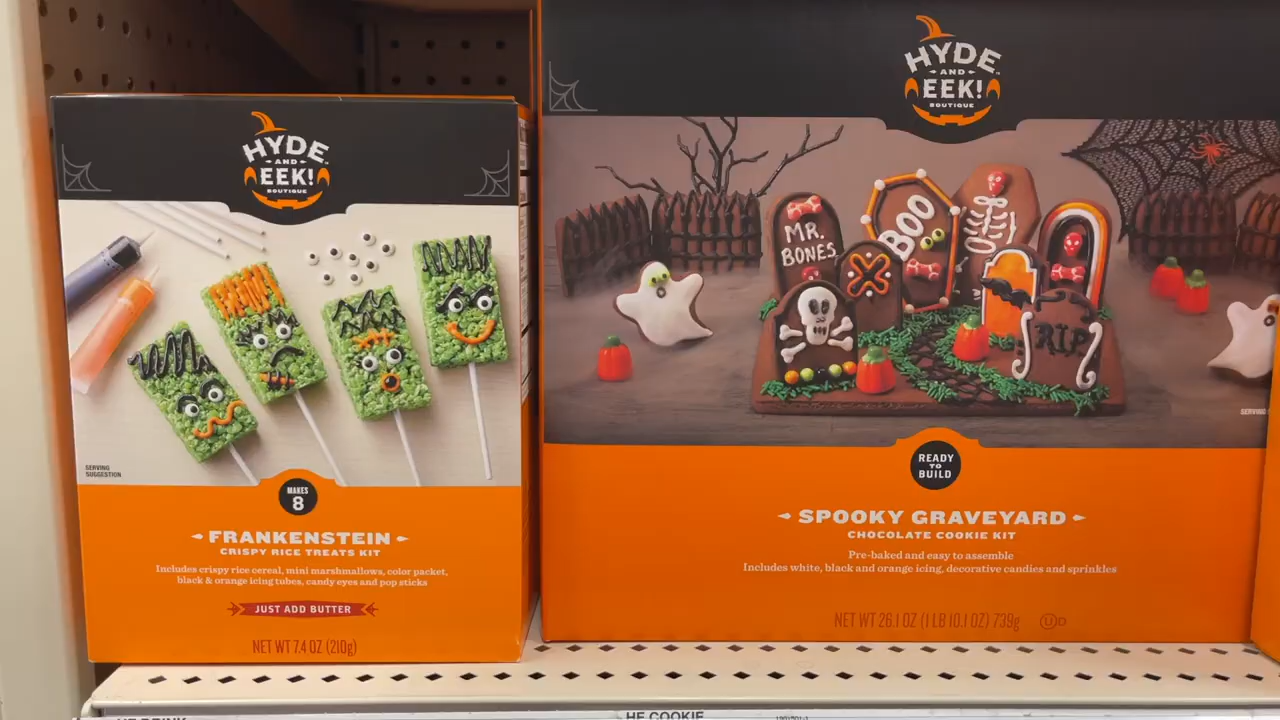 HYDE
AND
EEK!
BOUTIQUE
SERVING
SUGGESTION
MAKES
8
FRANKENSTEIN
CRISPY RICE TREATS KIT
Includes crispy rice cereal, mini marshmallows, color packet,
black & orange icing tubes, candy eyes and pop sticks
JUST ADD BUTTER
NET WT 7.4 OZ (210g)
HYDE
AND
EEK!
BOUTIQUE
MR.
BONES
BOO
RIP
SERVING
READY
TO
BUILD
SPOOKY GRAVEYARD
CHOCOLATE COOKIE KIT
Pre-baked and easy to assemble
Includes white, black and orange icing, decorative candies and sprinkles
NET WT 26.1 OZ (1 LB 10.1 OZ) 739g
U D
HE DRINK
HE COOKIE